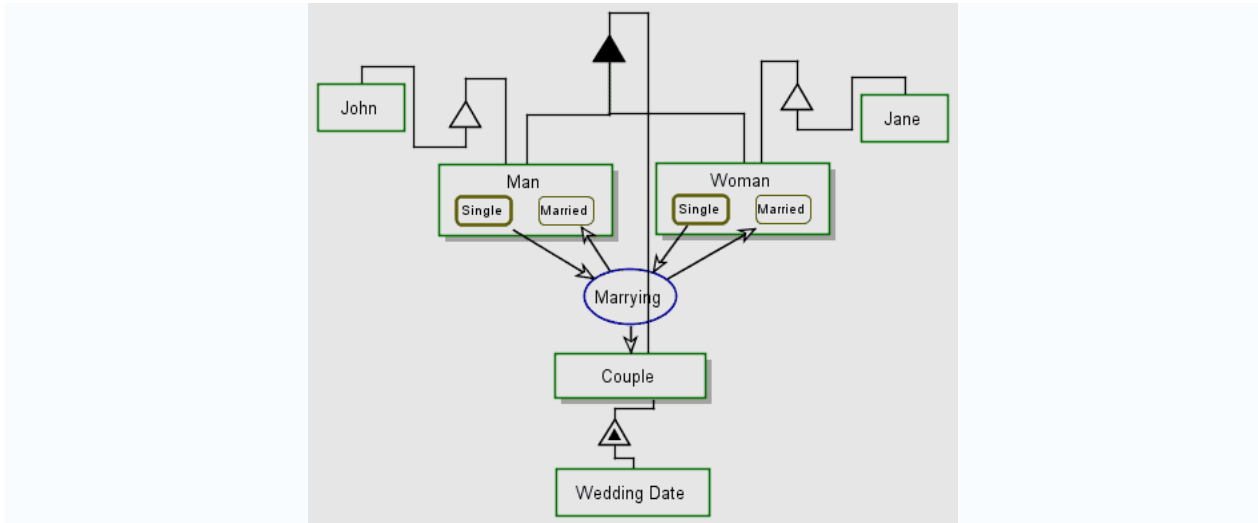 John
Jane
Man
Woman
Single
Married
Single
Married
Marrying
Couple
Wedding Date